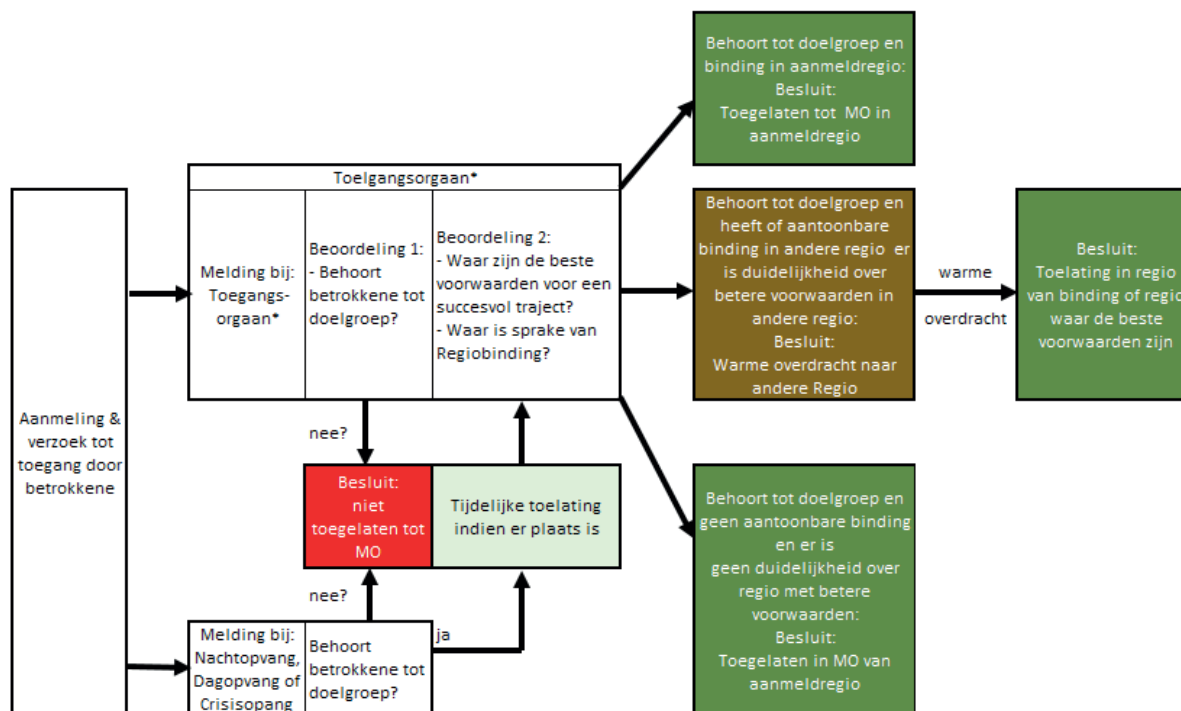 Aanmeling &
verzoek tot
toegang door
betrokkene
Toelgangsorgaan*
Melding bij:
Toegangs-
orgaan*
Beoordeling 1:
- Behoort
betrokkene tot
doelgroep?
Beoordeling 2:
- Waar zijn de beste
voorwaarden voor een
succesvol traject?
- Waar is sprake van
Regiobinding?
nee?
Besluit:
niet
toegelaten tot
MO
Tijdelijke toelating
indien er plaats is
nee?
ja
Melding bij:
Nachtopvang,
Dagopvang of
Crisisopang
Behoort
betrokkene tot
doelgroep?
Behoort tot doelgroep en
binding in aanmeldregio:
Besluit:
Toegelaten tot MO in
aanmeldregio
Behoort tot doelgroep en
heeft of aantoonbare
binding in andere regio er
is duidelijkheid over
betere voorwaarden in
andere regio:
Besluit:
Warme overdracht naar
andere Regio
warme
overdracht
Besluit:
Toelating in regio
van binding of regio
waar de beste
voorwaarden zijn
Behoort tot doelgroep en
geen aantoonbare binding
en er is
geen duidelijkheid over
regio met betere
voorwaarden:
Besluit:
Toegelaten in MO van
aanmeldregio